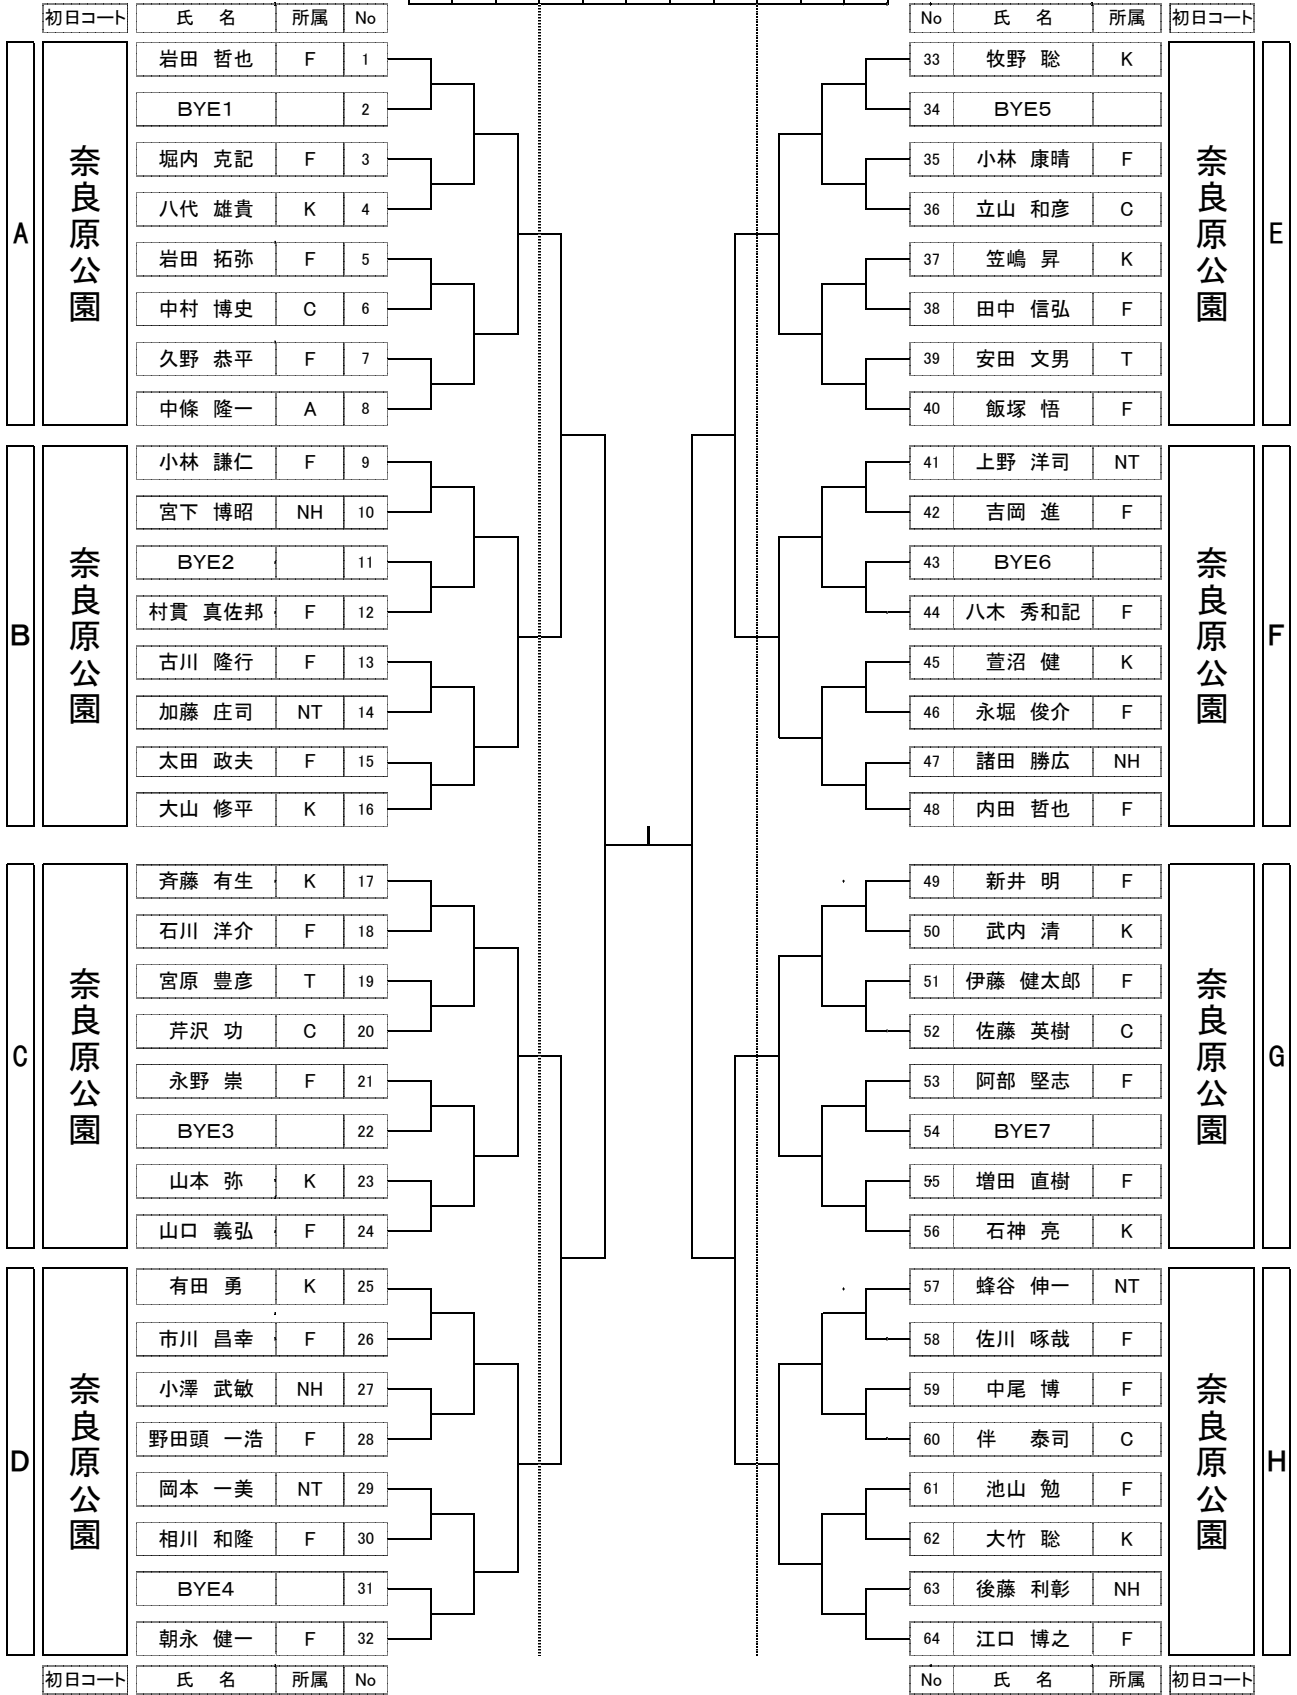 初日コート 氏 名 所属 No
A
奈良原公園
岩田 哲也 F 1
BYE1 2
堀内 克記 F 3
八代 雄貴 K 4
岩田 拓弥 F 5
中村 博史 C 6
久野 恭平 F 7
中條 隆一 A 8
B
奈良原公園
小林 謙仁 F 9
宮下 博昭 NH 10
BYE2 11
村貫 真佐邦 F 12
古川 隆行 F 13
加藤 庄司 NT 14
太田 政夫 F 15
大山 修平 K 16
C
奈良原公園
斉藤 有生 K 17
石川 洋介 F 18
宮原 豊彦 T 19
芹沢 功 C 20
永野 崇 F 21
BYE3 22
山本 弥 K 23
山口 義弘 F 24
D
奈良原公園
有田 勇 K 25
市川 昌幸 F 26
小澤 武敏 NH 27
野田頭 一浩 F 28
岡本 一美 NT 29
相川 和隆 F 30
BYE4 31
朝永 健一 F 32
初日コート 氏 名 所属 No
No 氏 名 所属 初日コート
33 牧野 聡 K
34 BYE5
35 小林 康晴 F
36 立山 和彦 C
37 笠嶋 昇 K
38 田中 信弘 F
39 安田 文男 T
40 飯塚 悟 F
奈良原公園
E
41 上野 洋司 NT
42 吉岡 進 F
43 BYE6
44 八木 秀和記 F
45 萱沼 健 K
46 永堀 俊介 F
47 諸田 勝広 NH
48 内田 哲也 F
奈良原公園
F
49 新井 明 F
50 武内 清 K
51 伊藤 健太郎 F
52 佐藤 英樹 C
53 阿部 堅志 F
54 BYE7
55 増田 直樹 F
56 石神 亮 K
奈良原公園
G
57 蜂谷 伸一 NT
58 佐川 啄哉 F
59 中尾 博 F
60 伴 泰司 C
61 池山 勉 F
62 大竹 聡 K
63 後藤 利彰 NH
64 江口 博之 F
奈良原公園
H
No 氏 名 所属 初日コート